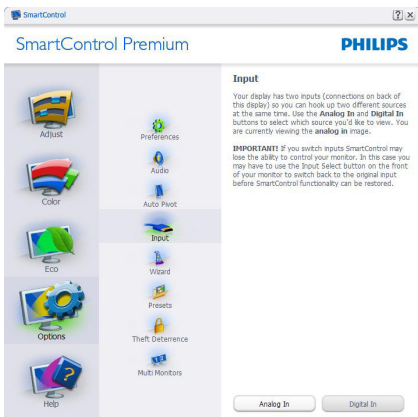 SmartControl
? ×
SmartControl Premium
PHILIPS
Adjust
Color
Eco
Options
Help
Preferences
Audio
Auto Pivot
Input
Wizard
Presets
Theft Deterrence
Multi Monitors
Input
Your display has two inputs (connections on back of
this display) so you can hook up two different sources
at the same time. Use the Analog In and Digital In
buttons to select which source you'd like to view. You
are currently viewing the analog in image.
IMPORTANT! If you switch inputs SmartControl may
lose the ability to control your monitor. In this case you
may have to use the Input Select button on the front
of your monitor to switch back to the original input
before SmartControl functionality can be restored.
Analog In
Digital In